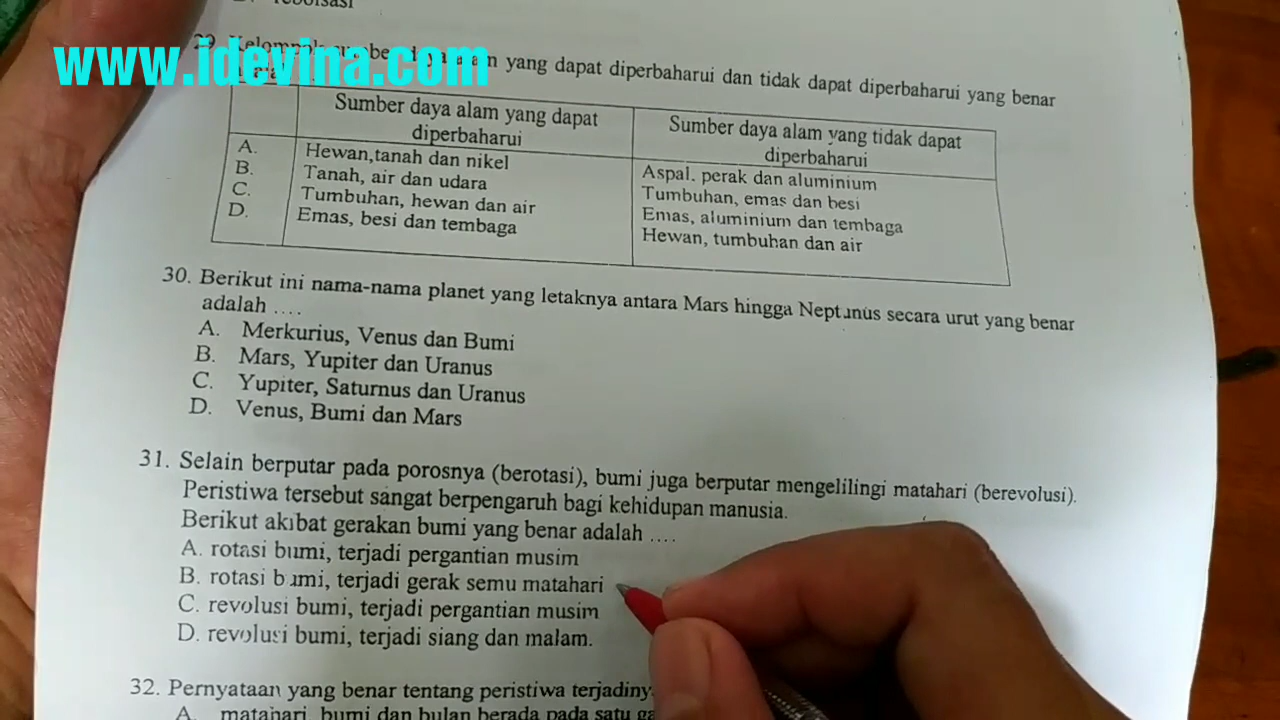 reboisasi
www.idevina.com
29. Kelompok sumber daya alam yang dapat diperbaharui dan tidak dapat diperbaharui yang benar
Sumber daya alam yang dapat diperbaharui
Sumber daya alam yang tidak dapat diperbaharui
A. Hewan,tanah dan nikel
Aspal. perak dan aluminium
B. Tanah, air dan udara
Tumbuhan, emas dan besi
C. Tumbuhan, hewan dan air
Emas, aluminium dan tembaga
D. Emas, besi dan tembaga
Hewan, tumbuhan dan air
30. Berikut ini nama-nama planet yang letaknya antara Mars hingga Neptunus secara urut yang benar
adalah ....
A. Merkurius, Venus dan Bumi
B. Mars, Yupiter dan Uranus
C. Yupiter, Saturnus dan Uranus
D. Venus, Bumi dan Mars
31. Selain berputar pada porosnya (berotasi), bumi juga berputar mengelilingi matahari (berevolusi).
Peristiwa tersebut sangat berpengaruh bagi kehidupan manusia.
Berikut akibat gerakan bumi yang benar adalah ....
A. rotasi bumi, terjadi pergantian musim
B. rotasi bumi, terjadi gerak semu matahari
C. revolusi bumi, terjadi pergantian musim
D. revolusi bumi, terjadi siang dan malam.
32. Pernyataan yang benar tentang peristiwa
A. matahari, bumi dan bulan berada pada satu